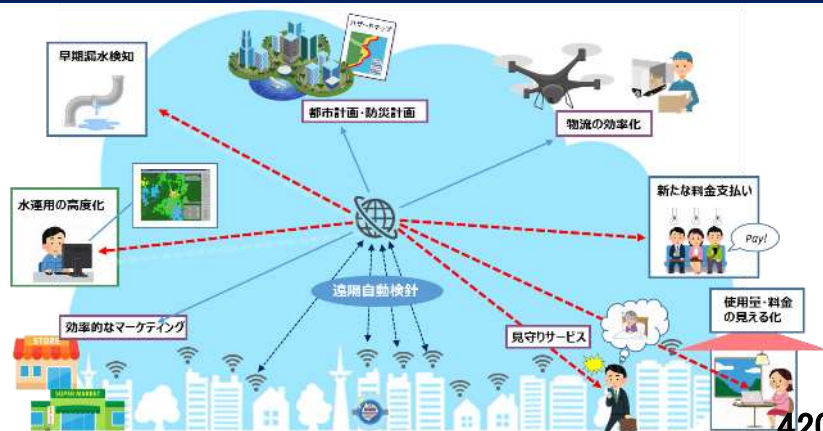 ハザードマップ
早期漏水検知
都市計画・防災計画
物流の効率化
水運用の高度化
新たな料金支払い
Pay!
遠隔自動検針
使用量・料金
の見える化
効率的なマーケティング
見守りサービス
STORE
SUPER MARKET
420